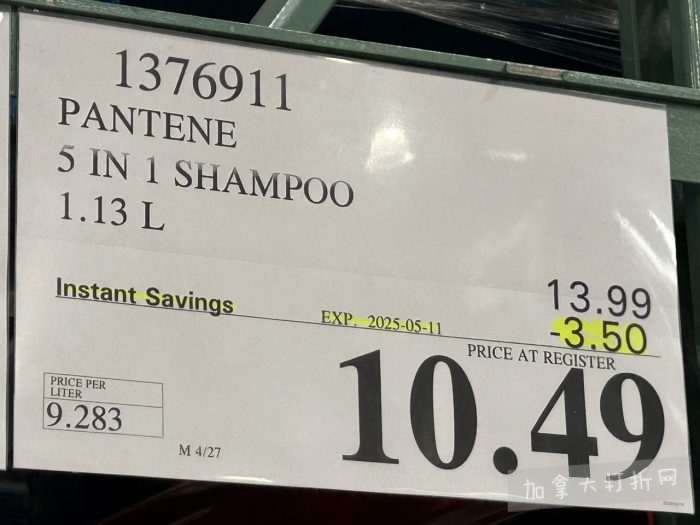 1376911
PANTENE
5 IN 1 SHAMPOO
1.13 L
Instant Savings
EXP. 2025-05-11
13.99
-3.50
PRICE AT REGISTER
10.49
PRICE PER
LITER
9.283
M 4/27
加拿大打折网